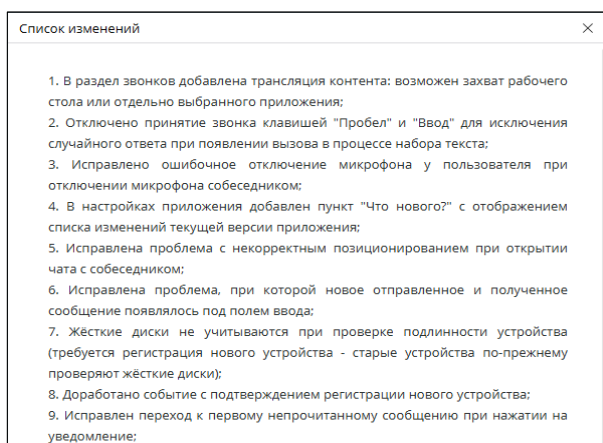 Список изменений
1. В раздел звонков добавлена трансляция контента: возможен захват рабочего
стола или отдельно выбранного приложения;
2. Отключено принятие звонка клавишей "Пробел" и "Ввод" для исключения
случайного ответа при появлении вызова в процессе набора текста;
3. Исправлено ошибочное отключение микрофона у пользователя при
отключении микрофона собеседником;
4. В настройках приложения добавлен пункт "Что нового?" с отображением
списка изменений текущей версии приложения;
5. Исправлена проблема с некорректным позиционированием при открытии
чата с собеседником;
6. Исправлена проблема, при которой новое отправленное и полученное
сообщение появлялось под полем ввода;
7. Жёсткие диски не учитываются при проверке подлинности устройства
(требуется регистрация нового устройства - старые устройства по-прежнему
проверяют жёсткие диски);
8. Доработано событие с подтверждением регистрации нового устройства;
9. Исправлен переход к первому непрочитанному сообщению при нажатии на
уведомление;